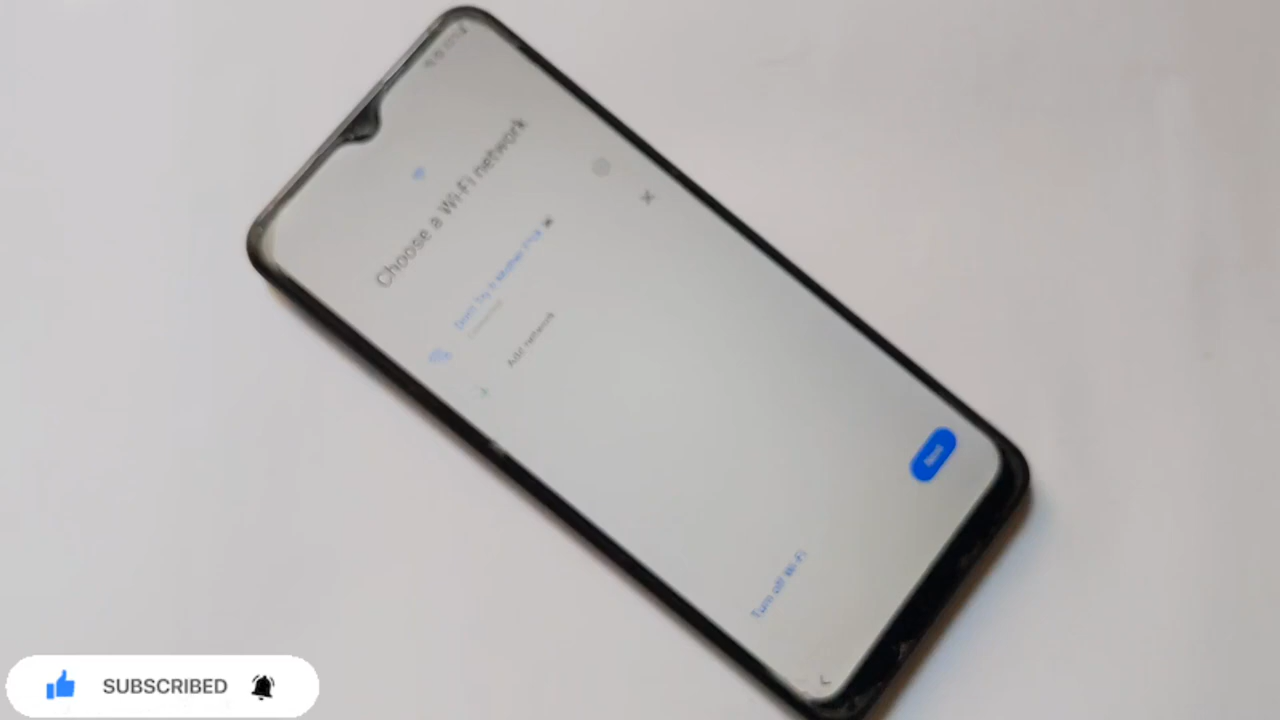 Choose a Wi-Fi network
Add network
Next
Turn off Wi-Fi
SUBSCRIBED